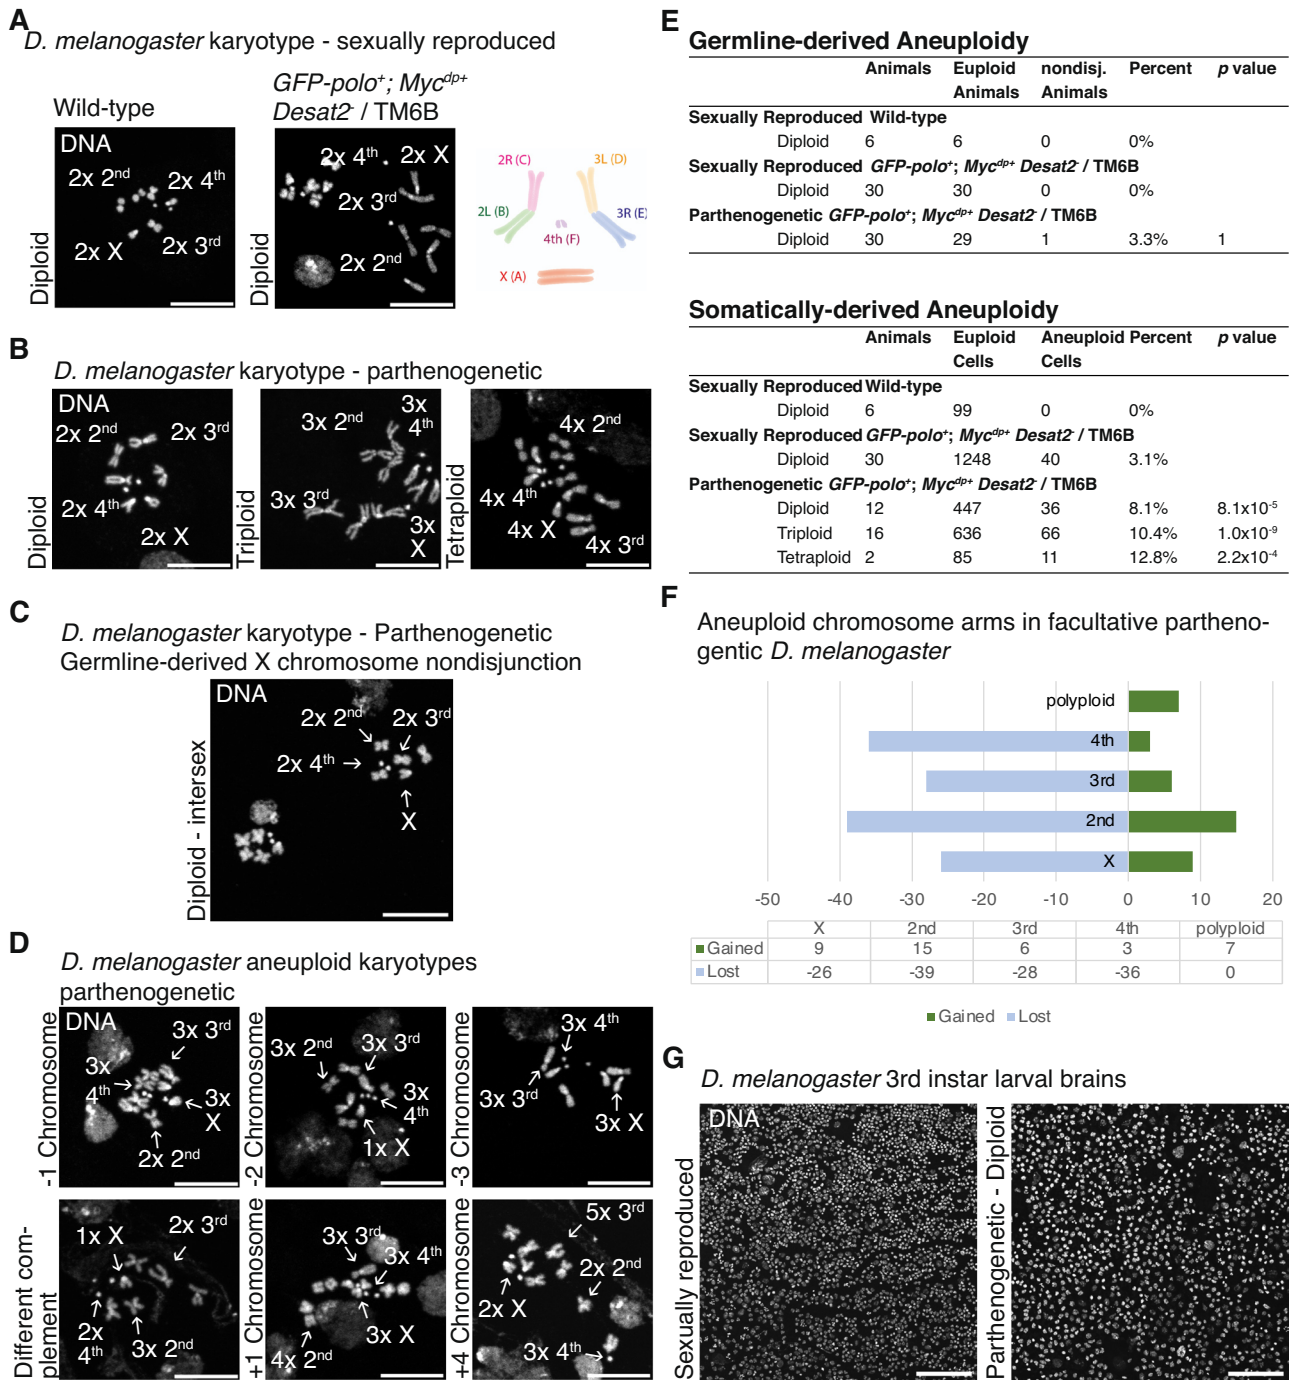 A
D. melanogaster karyotype - sexually reproduced
Wild-type
GFP-polo⁺; Mycᵈᵖ⁺
Desat2⁻ / TM6B
DNA
2x 2nd
2x 4th
2x X
2x 3rd
Diploid
2x 4th
2x X
2x 3rd
2x 2nd
Diploid
2R (C)
3L (D)
2L (B)
3R (E)
4th (F)
X (A)
B
D. melanogaster karyotype - parthenogenetic
DNA
2x 2nd
2x 3rd
2x 4th
2x X
Diploid
3x 2nd
3x
4th
3x 3rd
3x
X
Triploid
4x 2nd
4x 4th
4x X
4x 3rd
Tetraploid
C
D. melanogaster karyotype - Parthenogenetic
Germline-derived X chromosome nondisjunction
DNA
2x 2nd
2x 3rd
2x 4th
X
Diploid - intersex
D
D. melanogaster aneuploid karyotypes
parthenogenetic
DNA
3x 3rd
3x
4th
3x
X
2x 2nd
-1 Chromosome
3x 2nd
3x 3rd
3x
4th
1x X
-2 Chromosome
3x 4th
3x 3rd
3x X
-3 Chromosome
1x X
2x 3rd
2x
4th
3x 2nd
Different com-
plement
3x 3rd
3x 4th
3x X
4x 2nd
+1 Chromosome
5x 3rd
2x 2nd
2x X
3x 4th
+4 Chromosome
E
Germline-derived Aneuploidy
Animals Euploid Animals nondisj. Animals Percent p value
Sexually Reproduced Wild-type
Diploid 6 6 0 0%
Sexually Reproduced GFP-polo⁺; Mycᵈᵖ⁺ Desat2⁻ / TM6B
Diploid 30 30 0 0%
Parthenogenetic GFP-polo⁺; Mycᵈᵖ⁺ Desat2⁻ / TM6B
Diploid 30 29 1 3.3% 1
Somatically-derived Aneuploidy
Animals Euploid Cells Aneuploid Cells Percent p value
Sexually Reproduced Wild-type
Diploid 6 99 0 0%
Sexually Reproduced GFP-polo⁺; Mycᵈᵖ⁺ Desat2⁻ / TM6B
Diploid 30 1248 40 3.1%
Parthenogenetic GFP-polo⁺; Mycᵈᵖ⁺ Desat2⁻ / TM6B
Diploid 12 447 36 8.1% 8.1x10⁻⁵
Triploid 16 636 66 10.4% 1.0x10⁻⁹
Tetraploid 2 85 11 12.8% 2.2x10⁻⁴
F
Aneuploid chromosome arms in facultative partheno-
gentic D. melanogaster
polyploid
4th
3rd
2nd
X
-50 -40 -30 -20 -10 0 10 20
X 2nd 3rd 4th polyploid
Gained 9 15 6 3 7
Lost -26 -39 -28 -36 0
Gained Lost
G
D. melanogaster 3rd instar larval brains
DNA
Sexually reproduced
Parthenogenetic - Diploid